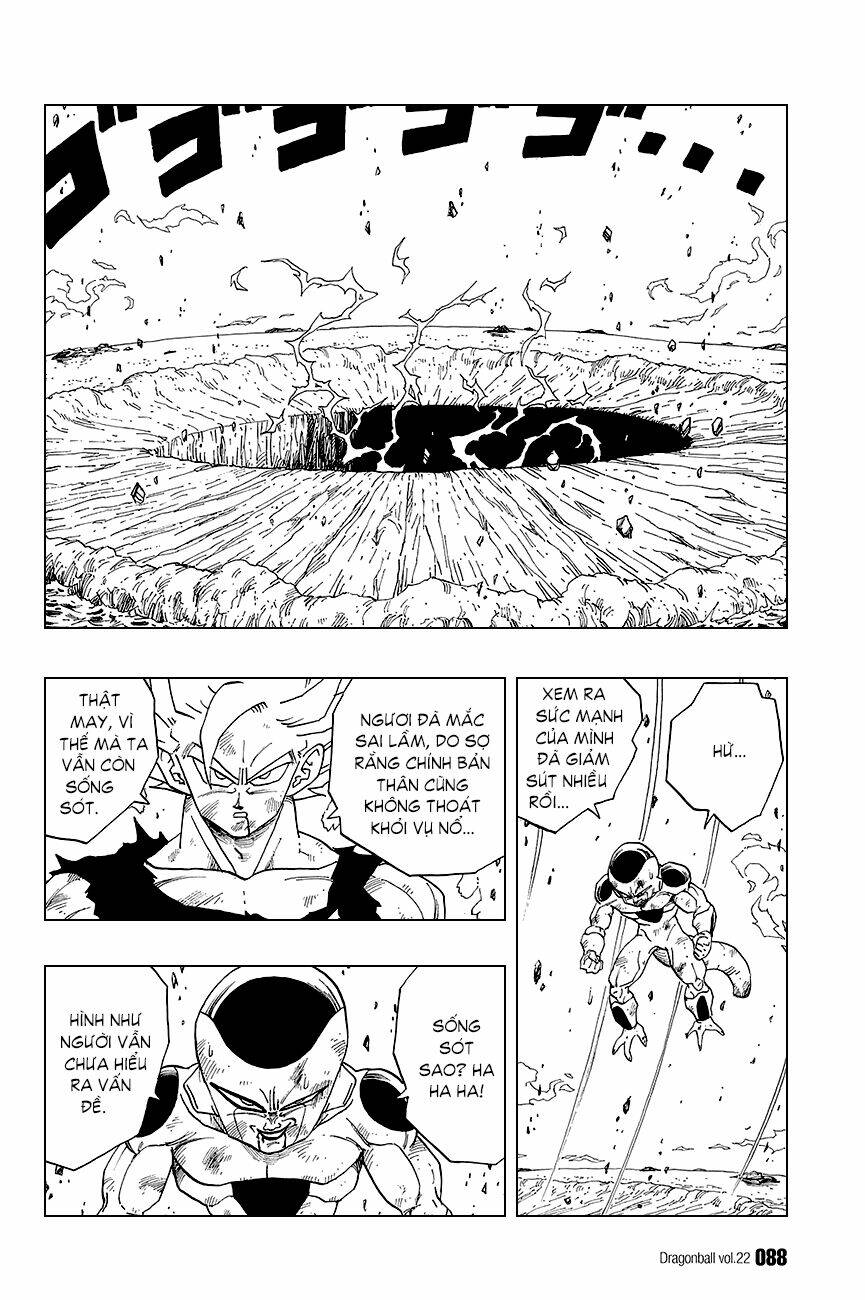 ゴゴゴゴゴ...
HỪ...
XEM RA
SỨC MẠNH
CỦA MÌNH
ĐÃ GIẢM
SÚT NHIỀU
RỒI...
NGƯƠI ĐÃ MẮC
SAI LẦM, DO SỢ
RẰNG CHÍNH BẢN
THÂN CŨNG
KHÔNG THOÁT
KHỎI VỤ NỔ...
THẬT
MAY, VÌ
THẾ MÀ TA
VẪN CÒN
SỐNG
SÓT.
SỐNG
SÓT
SAO? HA
HA HA!
HÌNH NHƯ
NGƯỜI VẪN
CHƯA HIỂU
RA VẤN
ĐỀ.
Dragonball vol.22 088